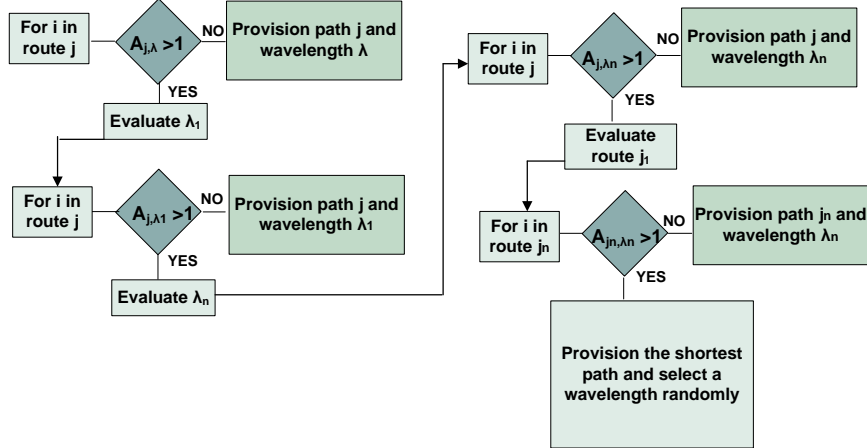 For i in
route j
Aj,λ >1
NO
Provision path j and
wavelength λ
YES
Evaluate λ1
For i in
route j
Aj,λ1 >1
NO
Provision path j and
wavelength λ1
YES
Evaluate λn
For i in
route j
Aj,λn >1
NO
Provision path j and
wavelength λn
YES
Evaluate
route j1
For i in
route jn
Ajn,λn >1
NO
Provision path jn and
wavelength λn
YES
Provision the shortest
path and select a
wavelength randomly